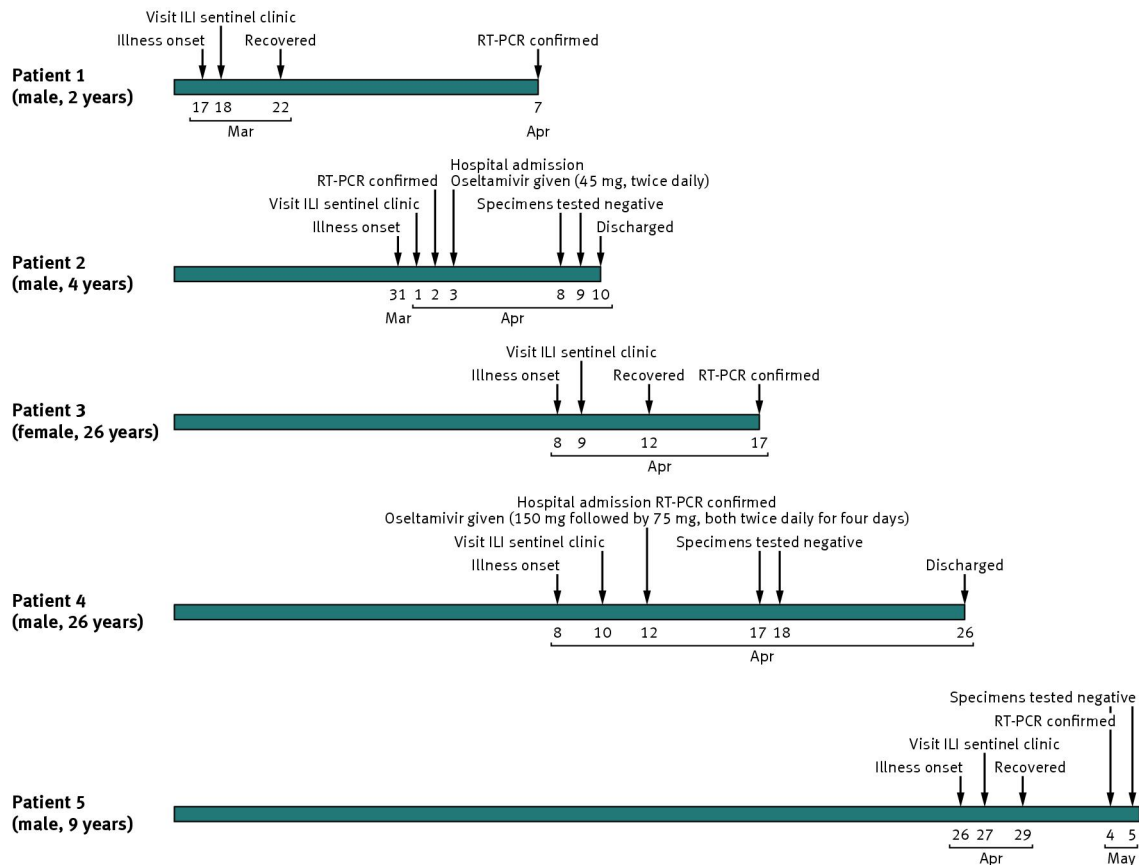 Visit ILI sentinel clinic
Illness onset Recovered RT-PCR confirmed
Patient 1
(male, 2 years)
17 18 22 7
Mar Apr
Hospital admission
RT-PCR confirmed Oseltamivir given (45 mg, twice daily)
Visit ILI sentinel clinic Specimens tested negative
Illness onset Discharged
Patient 2
(male, 4 years)
31 1 2 3 8 9 10
Mar Apr
Visit ILI sentinel clinic
Illness onset Recovered RT-PCR confirmed
Patient 3
(female, 26 years)
8 9 12 17
Apr
Hospital admission RT-PCR confirmed
Oseltamivir given (150 mg followed by 75 mg, both twice daily for four days)
Visit ILI sentinel clinic Specimens tested negative
Illness onset Discharged
Patient 4
(male, 26 years)
8 10 12 17 18 26
Apr
Specimens tested negative
RT-PCR confirmed
Visit ILI sentinel clinic
Illness onset Recovered
Patient 5
(male, 9 years)
26 27 29 4 5
Apr May